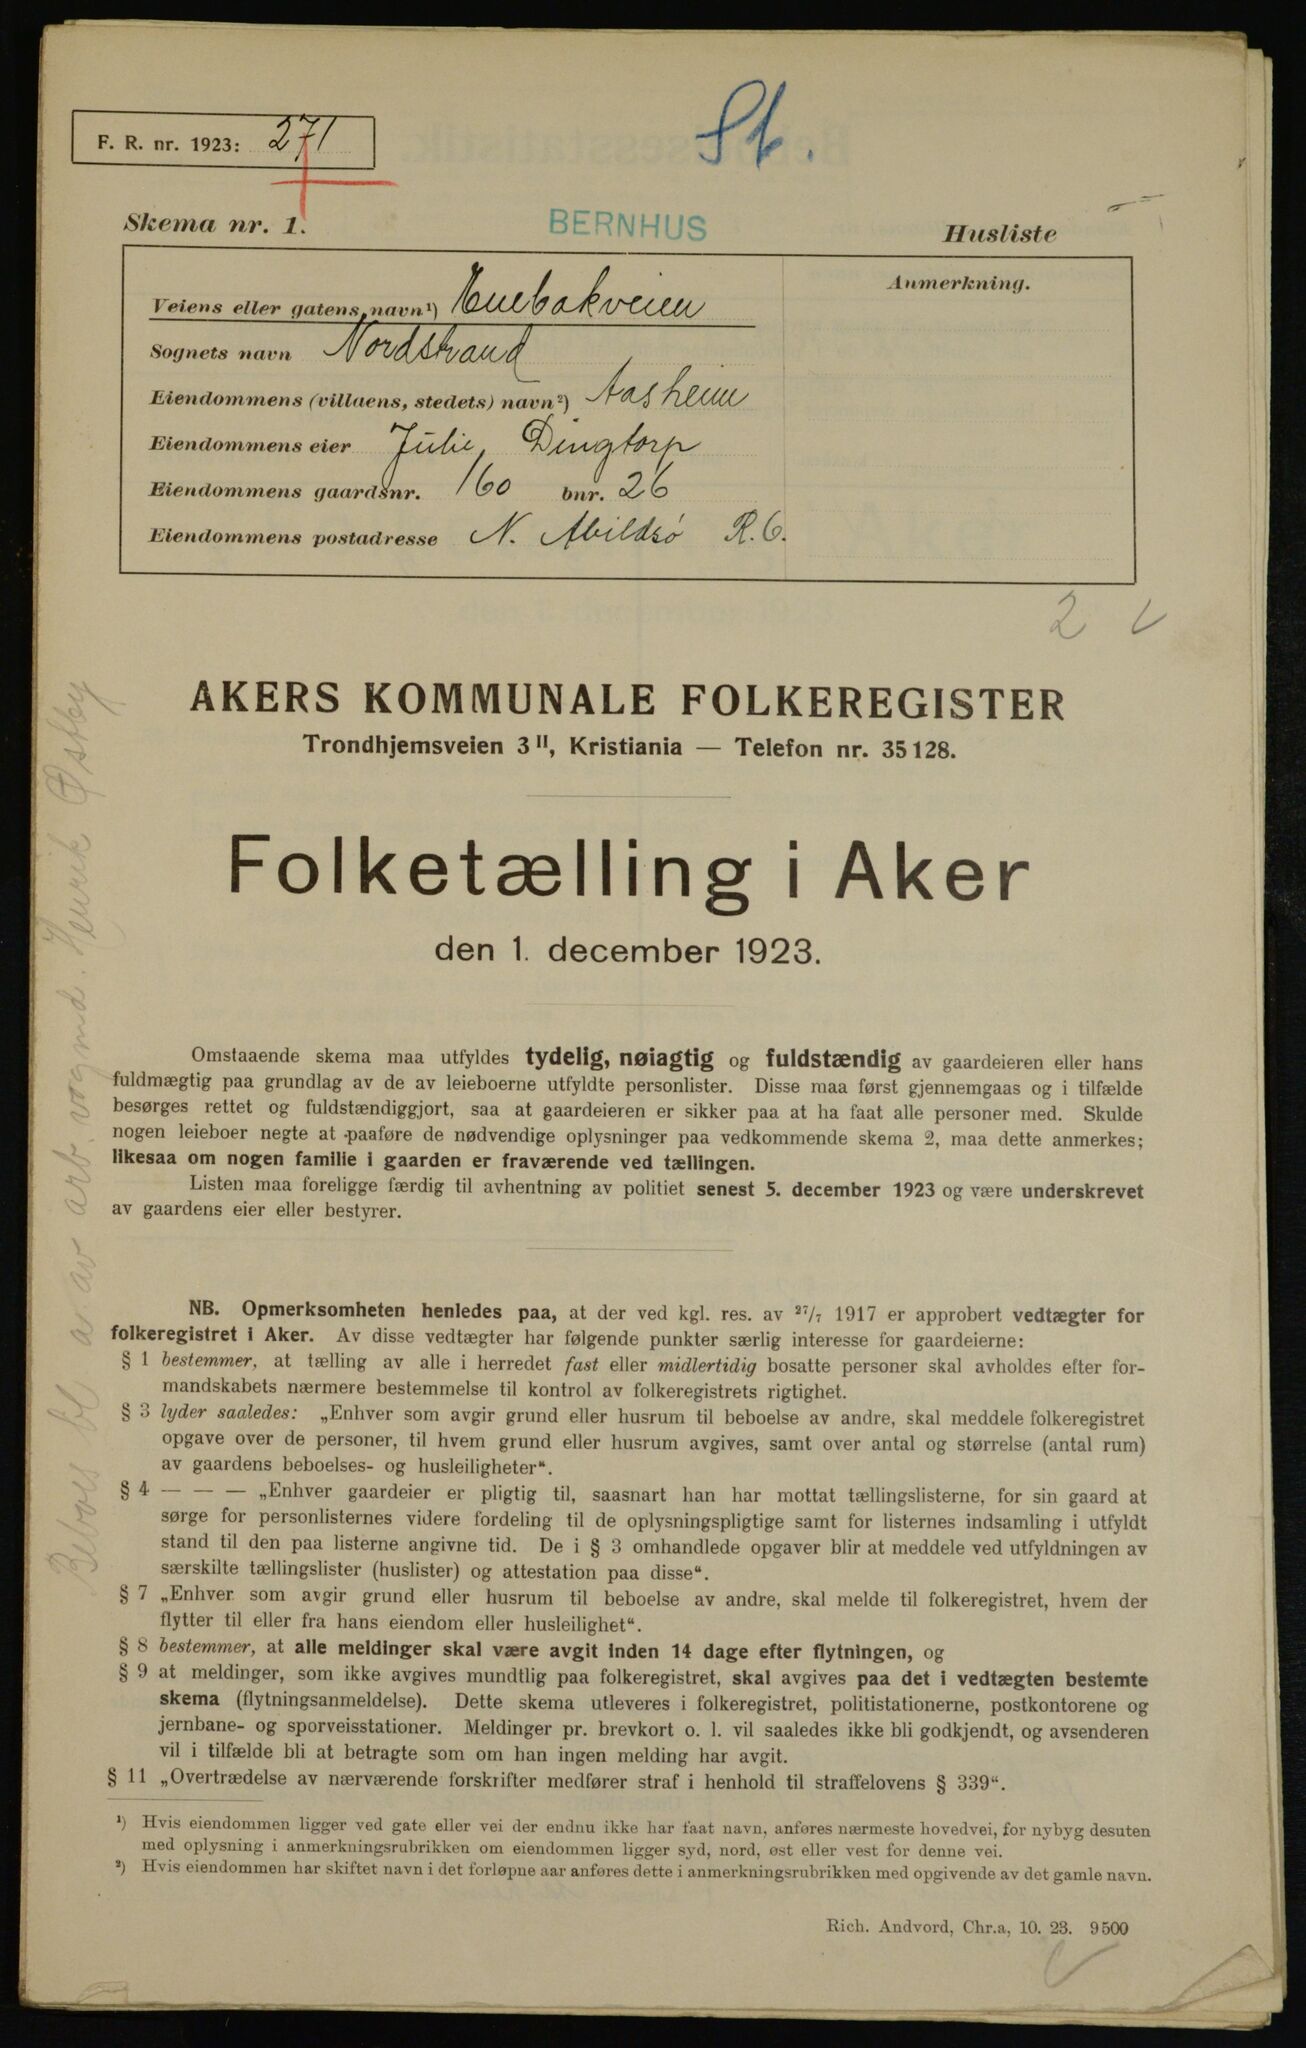 St.
F. R. nr. 1923: 271
Skema nr. 1.
BERNHUS
Husliste
Anmerkning.
Veiens eller gatens navn¹) Enebakveien
Sognets navn Nordstrand
Eiendommens (villaens, stedets) navn²) Aasheim
Eiendommens eier Julie Dingtorp
Eiendommens gaardsnr. 160 bnr. 26
Eiendommens postadresse N. Abildsø R. 6.
2 v
AKERS KOMMUNALE FOLKEREGISTER
Trondhjemsveien 3 II, Kristiania — Telefon nr. 35128.
Folketælling i Aker
den 1. december 1923.
Omstaaende skema maa utfyldes tydelig, nøiagtig og fuldstændig av gaardeieren eller hans
fuldmægtig paa grundlag av de av leieboerne utfyldte personlister. Disse maa først gjennemgaas og i tilfælde
besørges rettet og fuldstændiggjort, saa at gaardeieren er sikker paa at ha faat alle personer med. Skulde
nogen leieboer negte at paaføre de nødvendige oplysninger paa vedkommende skema 2, maa dette anmerkes;
likesaa om nogen familie i gaarden er fraværende ved tællingen.
Listen maa foreligge færdig til avhentning av politiet senest 5. december 1923 og være underskrevet
av gaardens eier eller bestyrer.
NB. Opmerksomheten henledes paa, at der ved kgl. res. av 27/7 1917 er approbert vedtægter for
folkeregistret i Aker. Av disse vedtægter har følgende punkter særlig interesse for gaardeierne:
§ 1 bestemmer, at tælling av alle i herredet fast eller midlertidig bosatte personer skal avholdes efter for-
mandskabets nærmere bestemmelse til kontrol av folkeregistrets rigtighet.
§ 3 lyder saaledes: „Enhver som avgir grund eller husrum til beboelse av andre, skal meddele folkeregistret
opgave over de personer, til hvem grund eller husrum avgives, samt over antal og størrelse (antal rum)
av gaardens beboelses- og husleiligheter“.
§ 4 — — — „Enhver gaardeier er pligtig til, saasnart han har mottat tællingslisterne, for sin gaard at
sørge for personlisternes videre fordeling til de oplysningspligtige samt for listernes indsamling i utfyldt
stand til den paa listerne angivne tid. De i § 3 omhandlede opgaver blir at meddele ved utfyldningen av
særskilte tællingslister (huslister) og attestation paa disse“.
§ 7 „Enhver som avgir grund eller husrum til beboelse av andre, skal melde til folkeregistret, hvem der
flytter til eller fra hans eiendom eller husleilighet“.
§ 8 bestemmer, at alle meldinger skal være avgit inden 14 dage efter flytningen, og
§ 9 at meldinger, som ikke avgives mundtlig paa folkeregistret, skal avgives paa det i vedtægten bestemte
skema (flytningsanmeldelse). Dette skema utleveres i folkeregistret, politistationerne, postkontorene og
jernbane- og sporveisstationer. Meldinger pr. brevkort o. l. vil saaledes ikke bli godkjendt, og avsenderen
vil i tilfælde bli at betragte som om han ingen melding har avgit.
§ 11 „Overtrædelse av nærværende forskrifter medfører straf i henhold til straffelovens § 339“.
¹) Hvis eiendommen ligger ved gate eller vei der endnu ikke har faat navn, anføres nærmeste hovedvei, for nybyg desuten
med oplysning i anmerkningsrubrikken om eiendommen ligger syd, nord, øst eller vest for denne vei.
²) Hvis eiendommen har skiftet navn i det forløpne aar anføres dette i anmerkningsrubrikken med opgivende av det gamle navn.
Rich. Andvord, Chr.a, 10. 23. 9500
Beboes bl. a. av arb. vognmd. Henrik Østby